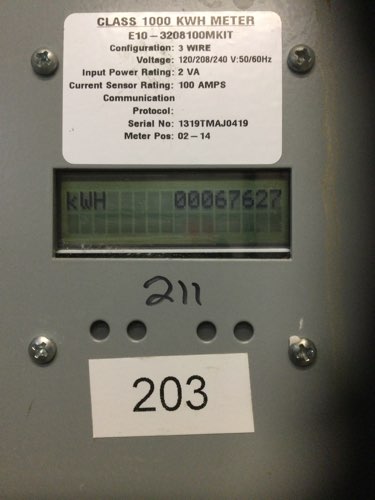 CLASS 1000 KWH METER
E10-3208100MKIT
Configuration: 3 WIRE
Voltage: 120/208/240 V:50/60Hz
Input Power Rating: 2 VA
Current Sensor Rating: 100 AMPS
Communication
Protocol:
Serial No: 1319TMAJ0419
Meter Pos: 02-14
kWH 00067627
211
203